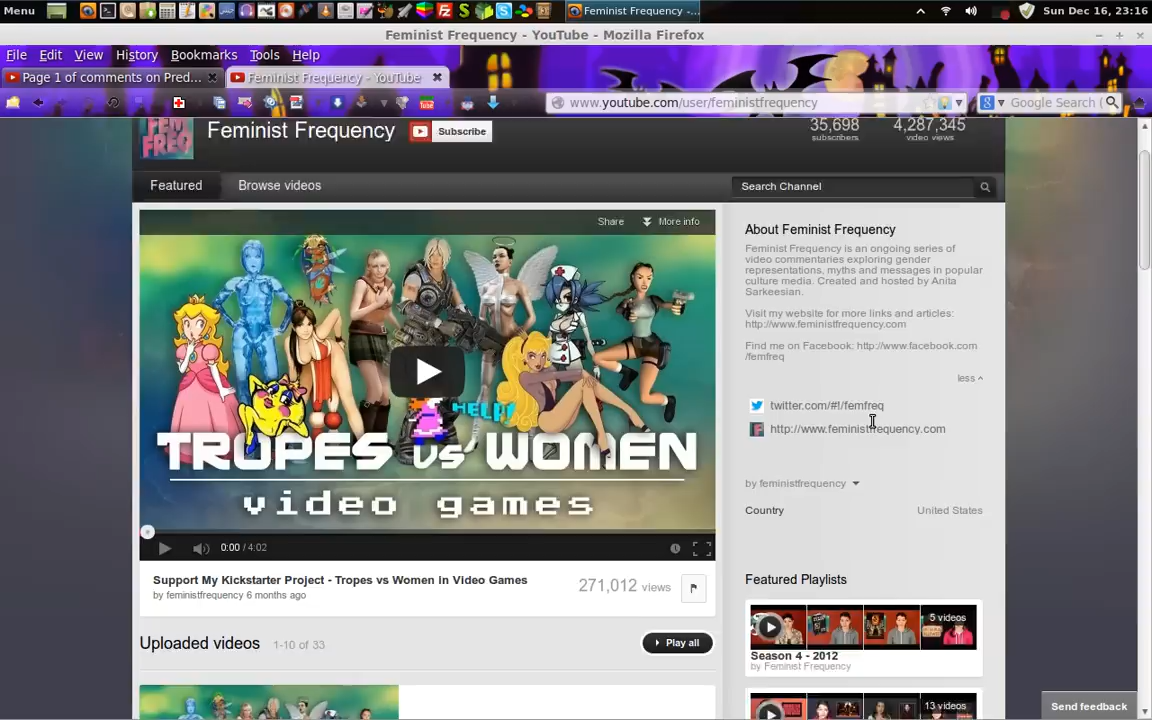 Menu
Feminist Frequency -...
Sun Dec 16, 23:16
Feminist Frequency - YouTube - Mozilla Firefox
File Edit View History Bookmarks Tools Help
Page 1 of comments on Pred...
Feminist Frequency - YouTube
www.youtube.com/user/feministfrequency
Google Search (
FEM
FREQ
Feminist Frequency
Subscribe
35,698
subscribers
4,287,345
video views
Featured
Browse videos
Search Channel
Share
More info
HELP!
TROPES vs WOMEN
video games
0:00 / 4:02
Support My Kickstarter Project - Tropes vs Women in Video Games
by feministfrequency 6 months ago
271,012 views
Uploaded videos 1-10 of 33
Play all
About Feminist Frequency
Feminist Frequency is an ongoing series of
video commentaries exploring gender
representations, myths and messages in popular
culture media. Created and hosted by Anita
Sarkeesian.
Visit my website for more links and articles:
http://www.feministfrequency.com
Find me on Facebook: http://www.facebook.com
/femfreq
less
twitter.com/#!/femfreq
http://www.feministfrequency.com
by feministfrequency
Country United States
Featured Playlists
5 videos
Season 4 - 2012
by Feminist Frequency
13 videos
Send feedback